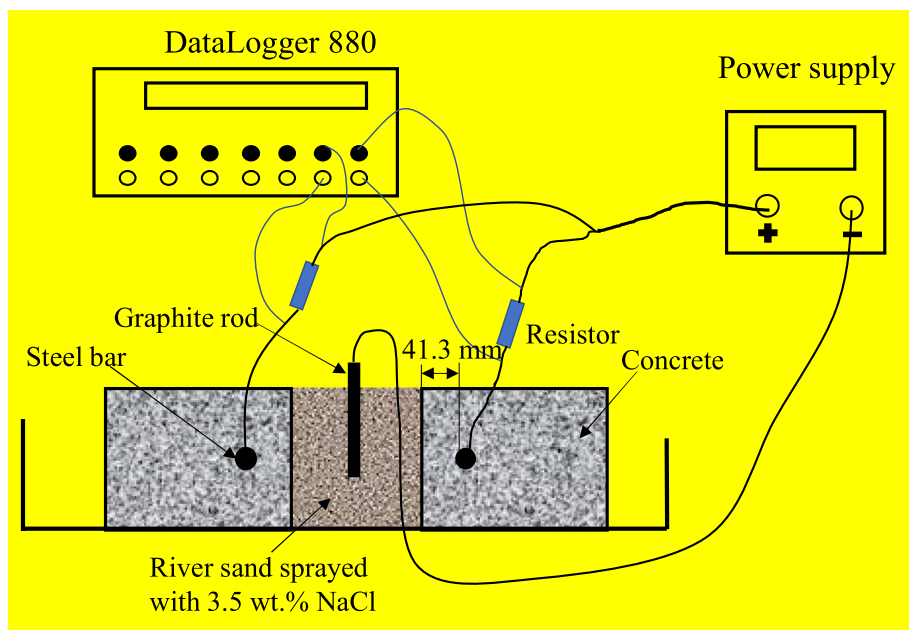 DataLogger 880
Power supply
+
-
Graphite rod
Resistor
41.3 mm
Steel bar
Concrete
River sand sprayed
with 3.5 wt.% NaCl